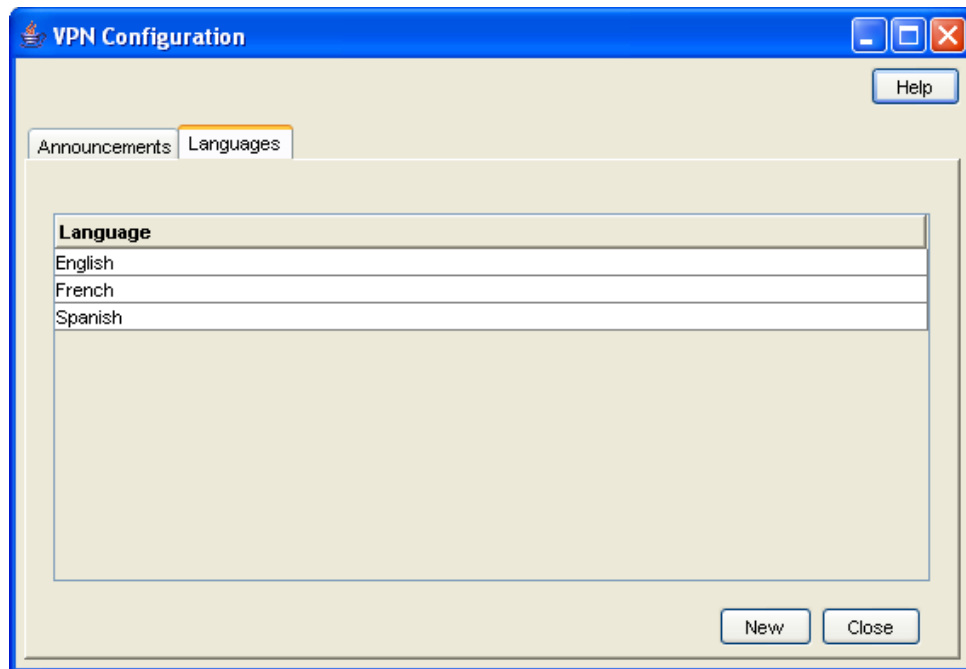 VPN Configuration
Help
Announcements Languages
Language
English
French
Spanish
New Close